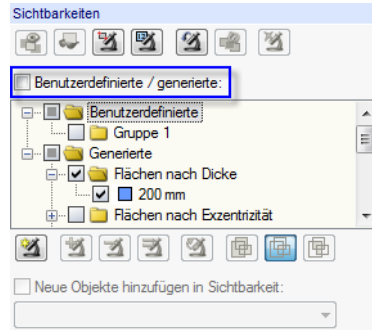 Sichtbarkeiten
Benutzerdefinierte / generierte:
Benutzerdefinierte
Gruppe 1
Generierte
Flächen nach Dicke
200 mm
Flächen nach Exzentrizität
Neue Objekte hinzufügen in Sichtbarkeit: